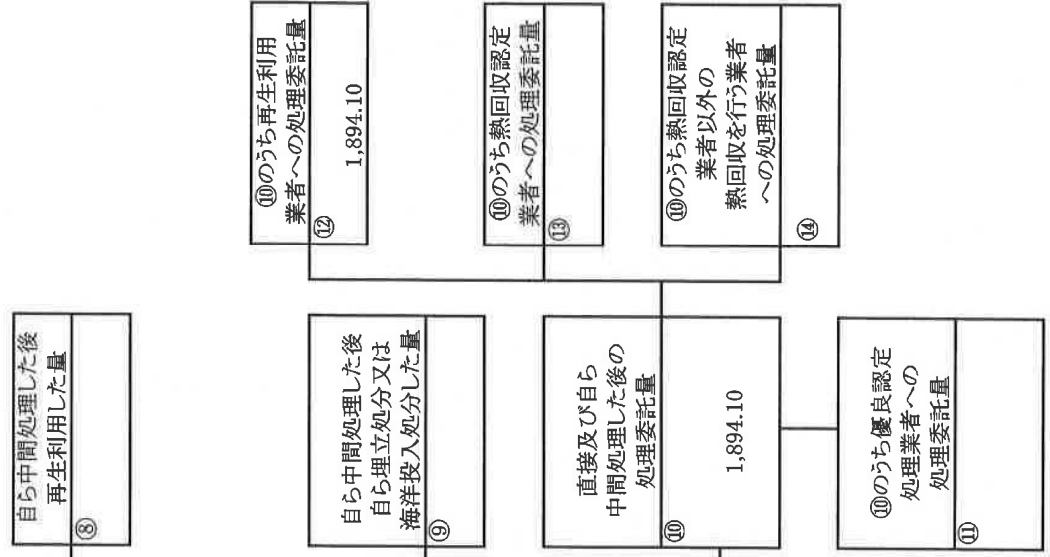 自ら中間処理した後
再生利用した量
⑧
自ら中間処理した後
自ら埋立処分又は
海洋投入処分した量
⑨
直接及び自ら
中間処理した後の
処理委託量
⑩
1,894.10
⑩のうち優良認定
処理業者への
処理委託量
⑪
⑩のうち再生利用
業者への処理委託量
⑫
1,894.10
⑩のうち熱回収認定
業者への処理委託量
⑬
⑩のうち熱回収認定
業者以外の
熱回収を行う業者
への処理委託量
⑭